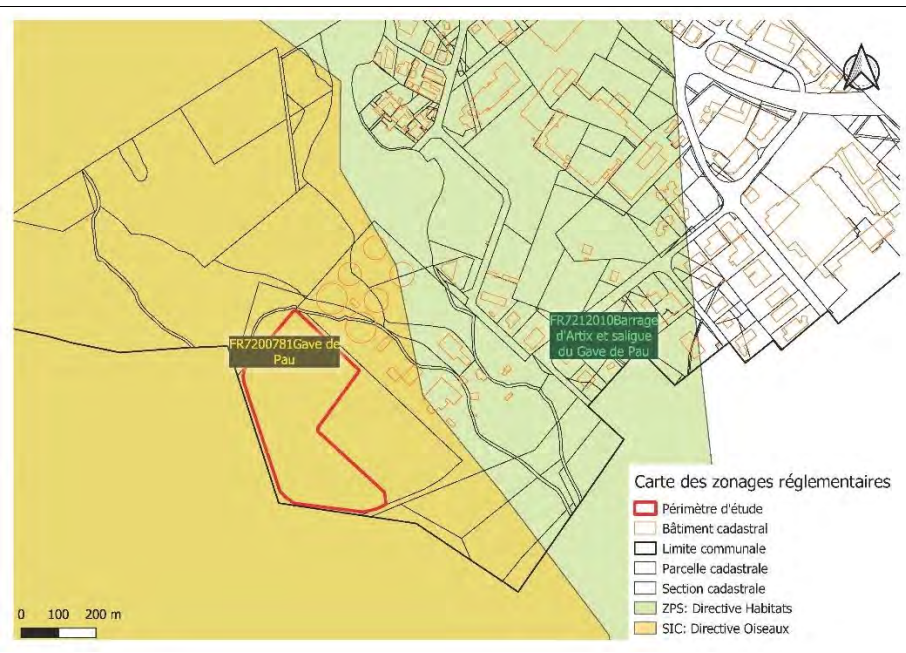 FR7200781Gave de
Pau
FR7212010Barrage
d'Artix et saligue
du Gave de Pau
Carte des zonages réglementaires
Périmètre d'étude
Bâtiment cadastral
Limite communale
Parcelle cadastrale
Section cadastrale
ZPS: Directive Habitats
SIC: Directive Oiseaux
0 100 200 m